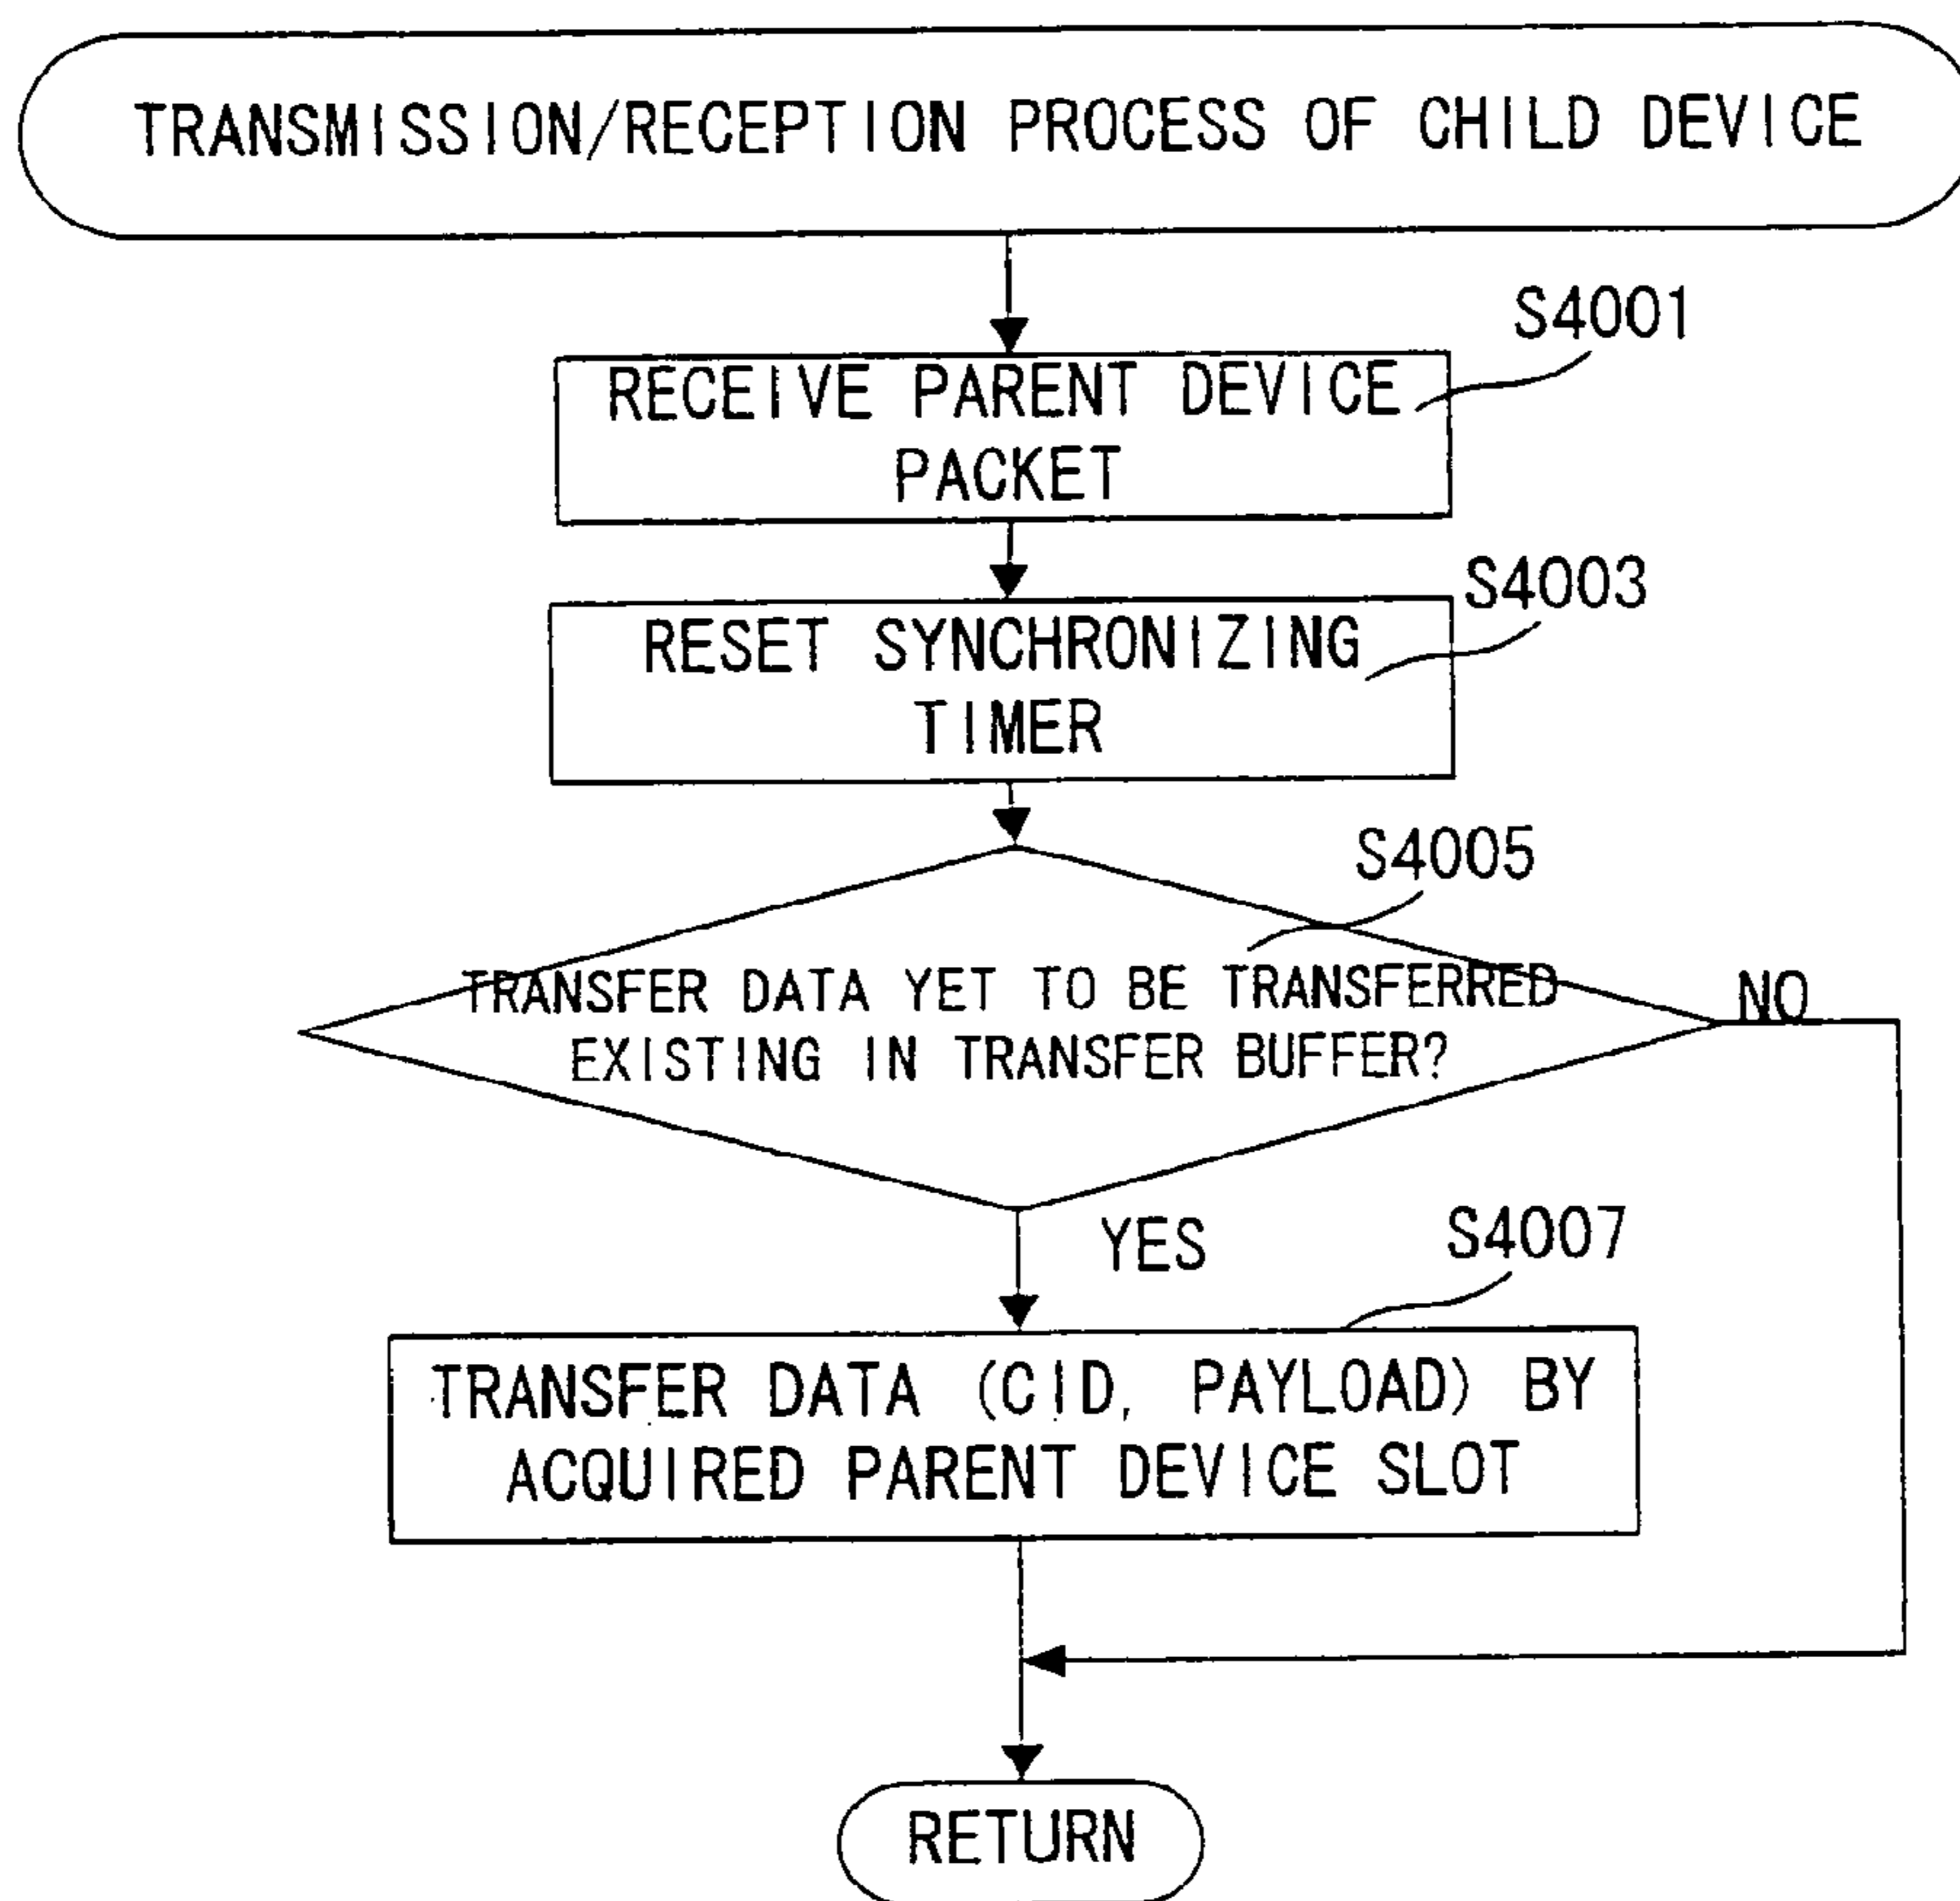 TRANSMISSION/RECEPTION PROCESS OF CHILD DEVICE
S4001
RECEIVE PARENT DEVICE
PACKET
S4003
RESET SYNCHRONIZING
TIMER
S4005
TRANSFER DATA YET TO BE TRANSFERRED
EXISTING IN TRANSFER BUFFER?
NO
YES
S4007
TRANSFER DATA (CID, PAYLOAD) BY
ACQUIRED PARENT DEVICE SLOT
RETURN